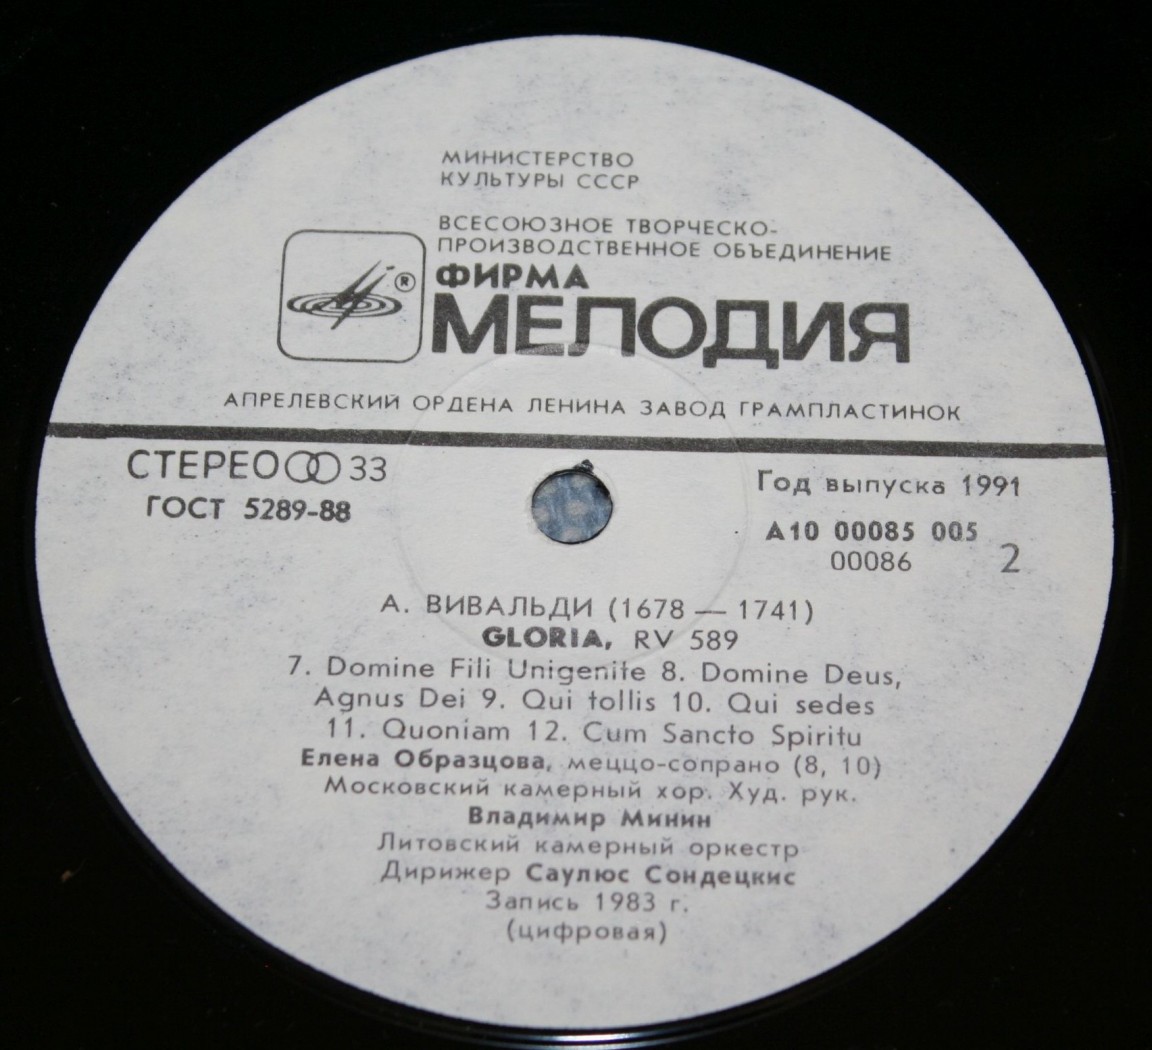 МИНИСТЕРСТВО
КУЛЬТУРЫ СССР
ВСЕСОЮЗНОЕ ТВОРЧЕСКО-
ПРОИЗВОДСТВЕННОЕ ОБЪЕДИНЕНИЕ
®
ФИРМА
МЕЛОДИЯ
АПРЕЛЕВСКИЙ ОРДЕНА ЛЕНИНА ЗАВОД ГРАМПЛАСТИНОК
СТЕРЕО 33
ГОСТ 5289-88
Год выпуска 1991
А10 00085 005
00086 2
А. ВИВАЛЬДИ (1678 — 1741)
GLORIA, RV 589
7. Domine Fili Unigenite 8. Domine Deus,
Agnus Dei 9. Qui tollis 10. Qui sedes
11. Quoniam 12. Cum Sancto Spiritu
Елена Образцова, меццо-сопрано (8, 10)
Московский камерный хор. Худ. рук.
Владимир Минин
Литовский камерный оркестр
Дирижер Саулюс Сондецкис
Запись 1983 г.
(цифровая)